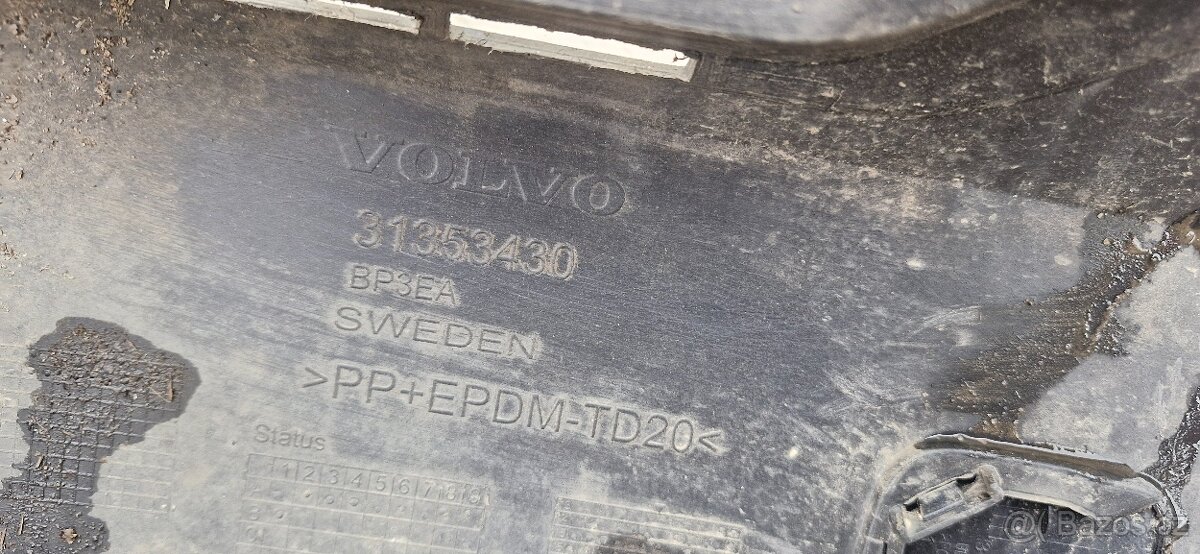 VOLVO
31353430
BP3EA
SWEDEN
>PP+EPDM-TD20<
Status
1 2 3 4 5 6 7 8 9
@ Bazos.cz